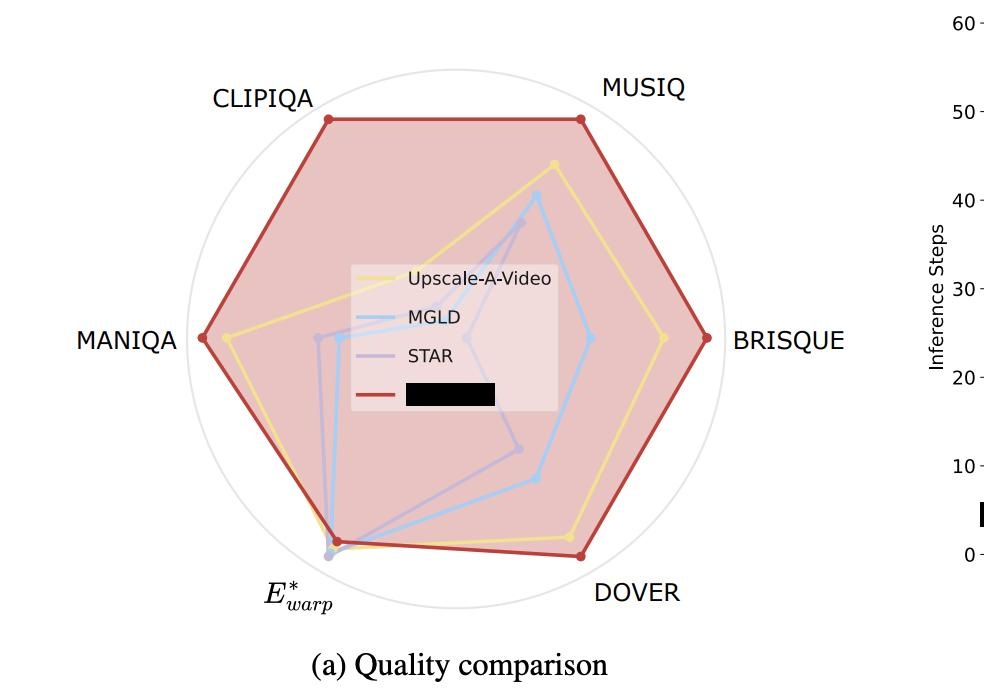 CLIPIQA
MUSIQ
MANIQA
BRISQUE
Upscale-A-Video
MGLD
STAR
E*warp
DOVER
(a) Quality comparison
60
50
40
30
20
10
0
Inference Steps